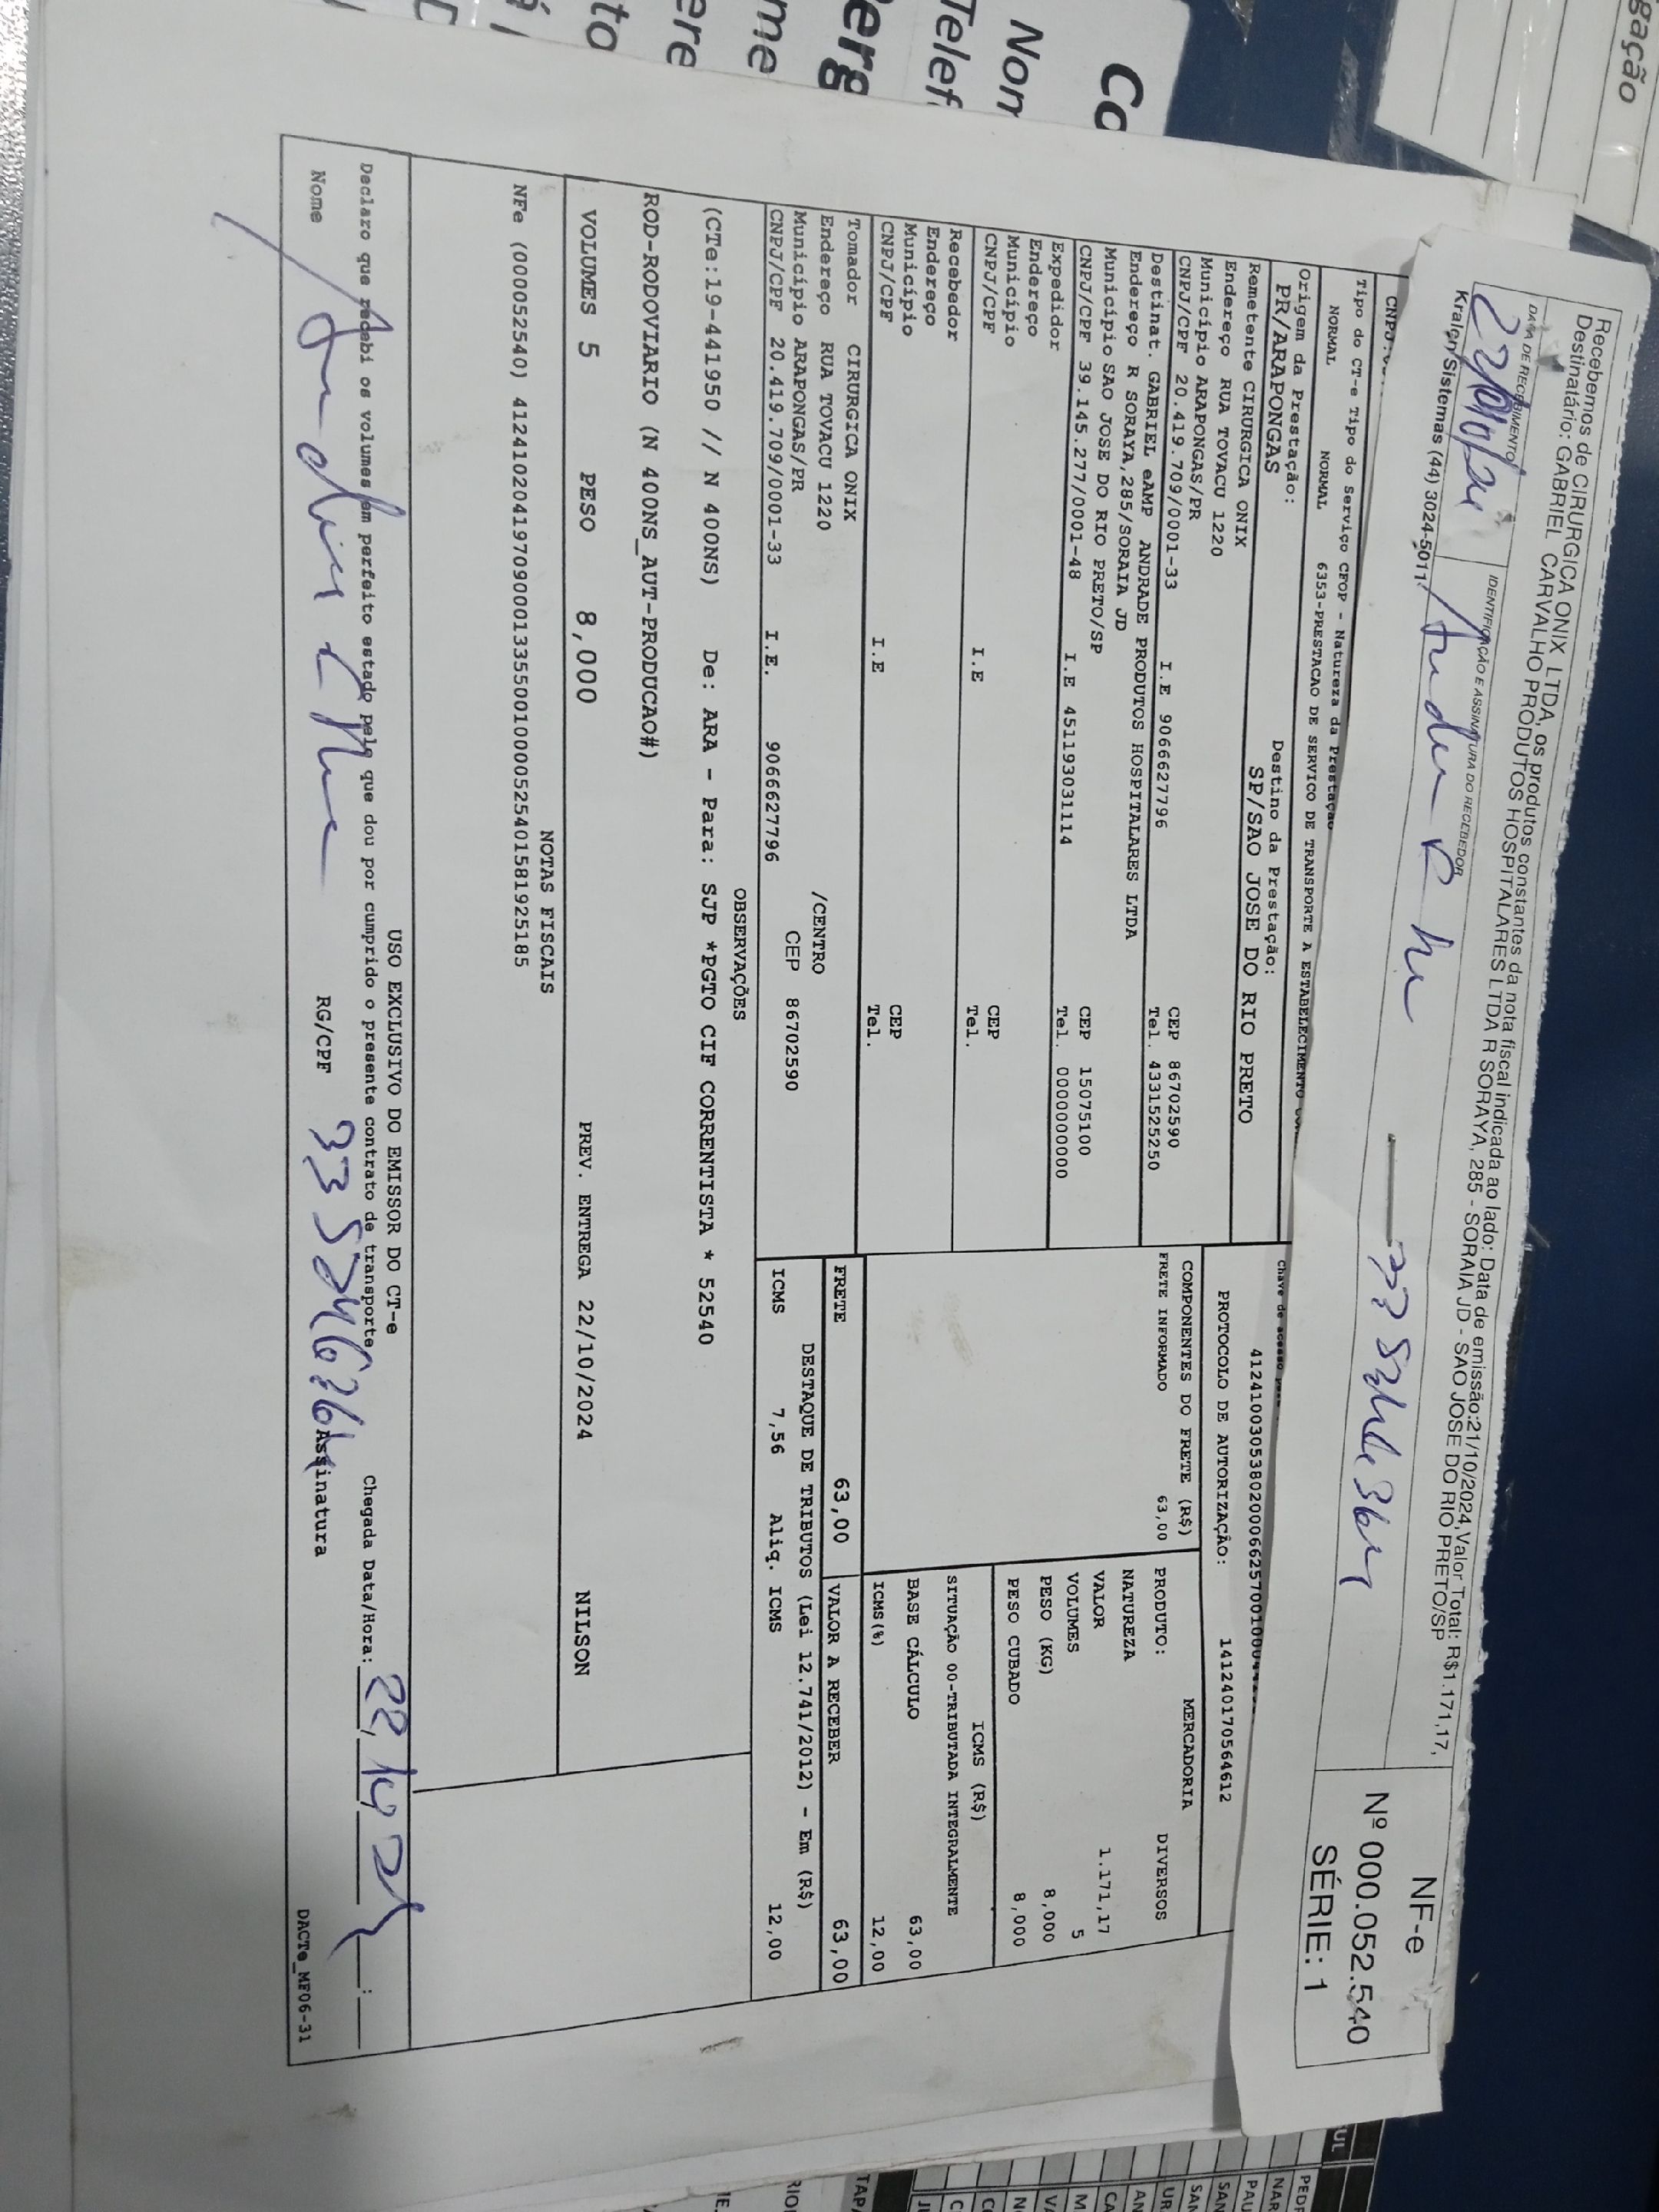 Recebemos de CIRURGICA ONIX LTDA, os produtos constantes da nota fiscal indicada ao lado: Data de emissão:21/10/2024,Valor Total: R$1.171,17,
Destinatário: GABRIEL CARVALHO PRODUTOS HOSPITALARES LTDA R SORAYA, 285 - SORAIA JD - SAO JOSE DO RIO PRETO/SP
DATA DE RECEBIMENTO
IDENTIFICAÇÃO E ASSINATURA DO RECEBEDOR
Kralen Sistemas (44) 3024-5011
NF-e
Nº 000.052.540
SÉRIE: 1
CNPJ:
Tipo do CT-e Tipo do Serviço CFOP - Natureza da Prestação
NORMAL NORMAL 6353-PRESTACAO DE SERVICO DE TRANSPORTE A ESTABELECIMENTO
Chave de acesso
Origem da Prestação: Destino da Prestação:
PR/ARAPONGAS SP/SAO JOSE DO RIO PRETO
PROTOCOLO DE AUTORIZAÇÃO: 141240170564612
Remetente CIRURGICA ONIX
Endereço RUA TOVACU 1220
Município ARAPONGAS/PR CEP 86702590
CNPJ/CPF 20.419.709/0001-33 I.E 9066627796 Tel. 4331525250
Destinat. GABRIEL eAMP ANDRADE PRODUTOS HOSPITALARES LTDA
Endereço R SORAYA,285/SORAIA JD
Município SAO JOSE DO RIO PRETO/SP CEP 15075100
CNPJ/CPF 39.145.277/0001-48 I.E 451193031114 Tel. 0000000000
Expedidor
Endereço
Município CEP
CNPJ/CPF I.E Tel.
Recebedor
Endereço
Município CEP
CNPJ/CPF I.E Tel.
Tomador CIRURGICA ONIX
Endereço RUA TOVACU 1220 /CENTRO
Município ARAPONGAS/PR CEP 86702590
CNPJ/CPF 20.419.709/0001-33 I.E. 9066627796
COMPONENTES DO FRETE (R$)
FRETE INFORMADO 63,00
MERCADORIA
PRODUTO: DIVERSOS
NATUREZA
VALOR 1.171,17
VOLUMES 5
PESO (KG) 8,000
PESO CUBADO 8,000
ICMS (R$)
SITUAÇÃO 00-TRIBUTADA INTEGRALMENTE
BASE CÁLCULO 63,00
ICMS(%) 12,00
FRETE 63,00 VALOR A RECEBER 63,00
DESTAQUE DE TRIBUTOS (Lei 12.741/2012) - Em (R$)
ICMS 7,56 Aliq. ICMS 12,00
OBSERVAÇÕES
(CTe:19-441950 // N 400NS) De: ARA - Para: SJP *PGTO CIF CORRENTISTA * 52540
ROD-RODOVIARIO (N 400NS_AUT-PRODUCAO#)
VOLUMES 5 PESO 8,000 PREV. ENTREGA 22/10/2024 NILSON
NOTAS FISCAIS
NFe (000052540) 41241020419709000133550010000525401581925185
USO EXCLUSIVO DO EMISSOR DO CT-e
Declaro que recebi os volumes em perfeito estado pelo que dou por cumprido o presente contrato de transporte Chegada Data/Hora: 22
Nome RG/CPF Assinatura
DACTe_MF06-31
gação
Co
Telef